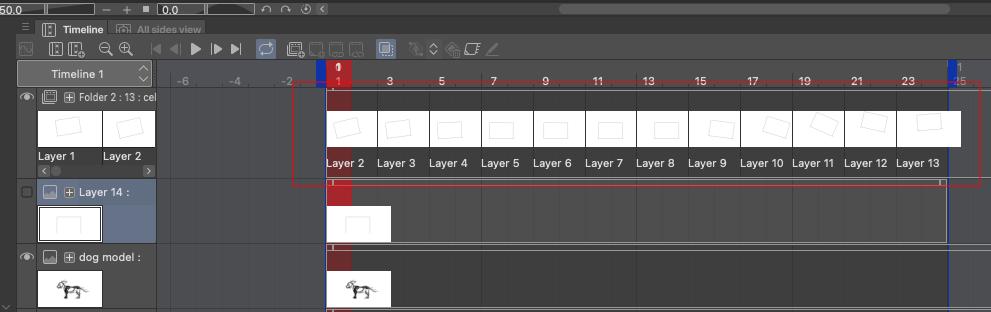 50.0 0.0
Timeline All sides view
Timeline 1
-6 -4 -2 1 3 5 7 9 11 13 15 17 19 21 23 25
Folder 2 : 13 : cel
Layer 1 Layer 2
Layer 2 Layer 3 Layer 4 Layer 5 Layer 6 Layer 7 Layer 8 Layer 9 Layer 10 Layer 11 Layer 12 Layer 13
Layer 14 :
dog model :